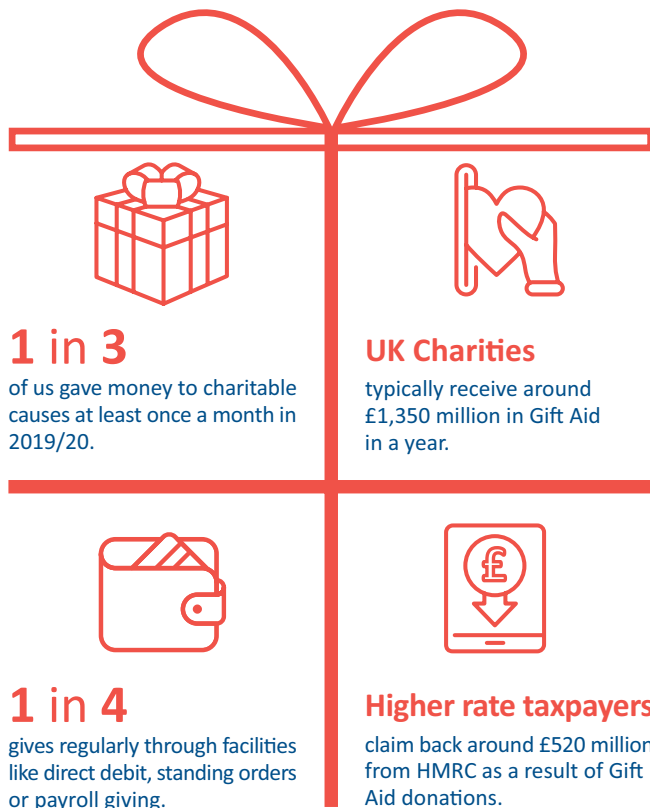 1 in 3
of us gave money to charitable
causes at least once a month in
2019/20.
UK Charities
typically receive around
£1,350 million in Gift Aid
in a year.
£
1 in 4
gives regularly through facilities
like direct debit, standing orders
or payroll giving.
Higher rate taxpayers
claim back around £520 million
from HMRC as a result of Gift
Aid donations.